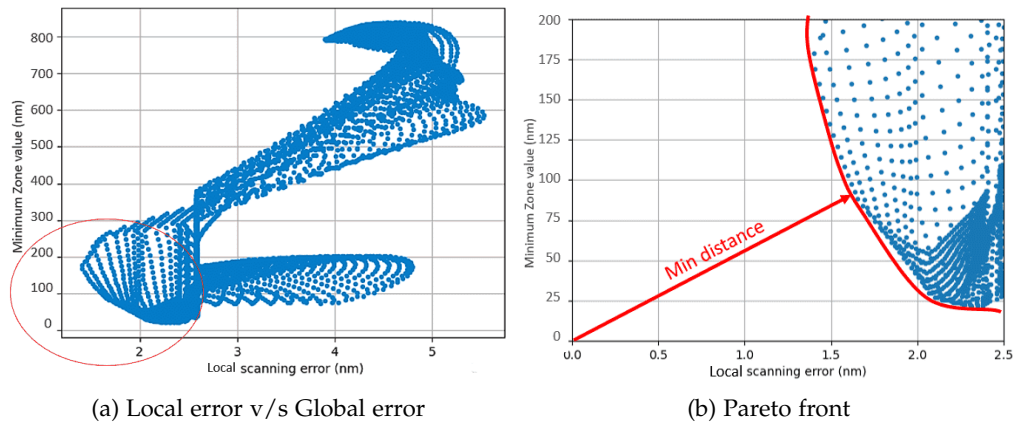 800
700
600
500
400
300
200
100
0
Minimum Zone value (nm)
2 3 4 5
Local scanning error (nm)
(a) Local error v/s Global error
200
175
150
125
100
75
50
25
0
Minimum Zone value (nm)
Min distance
0.0 0.5 1.0 1.5 2.0 2.5
Local scanning error (nm)
(b) Pareto front